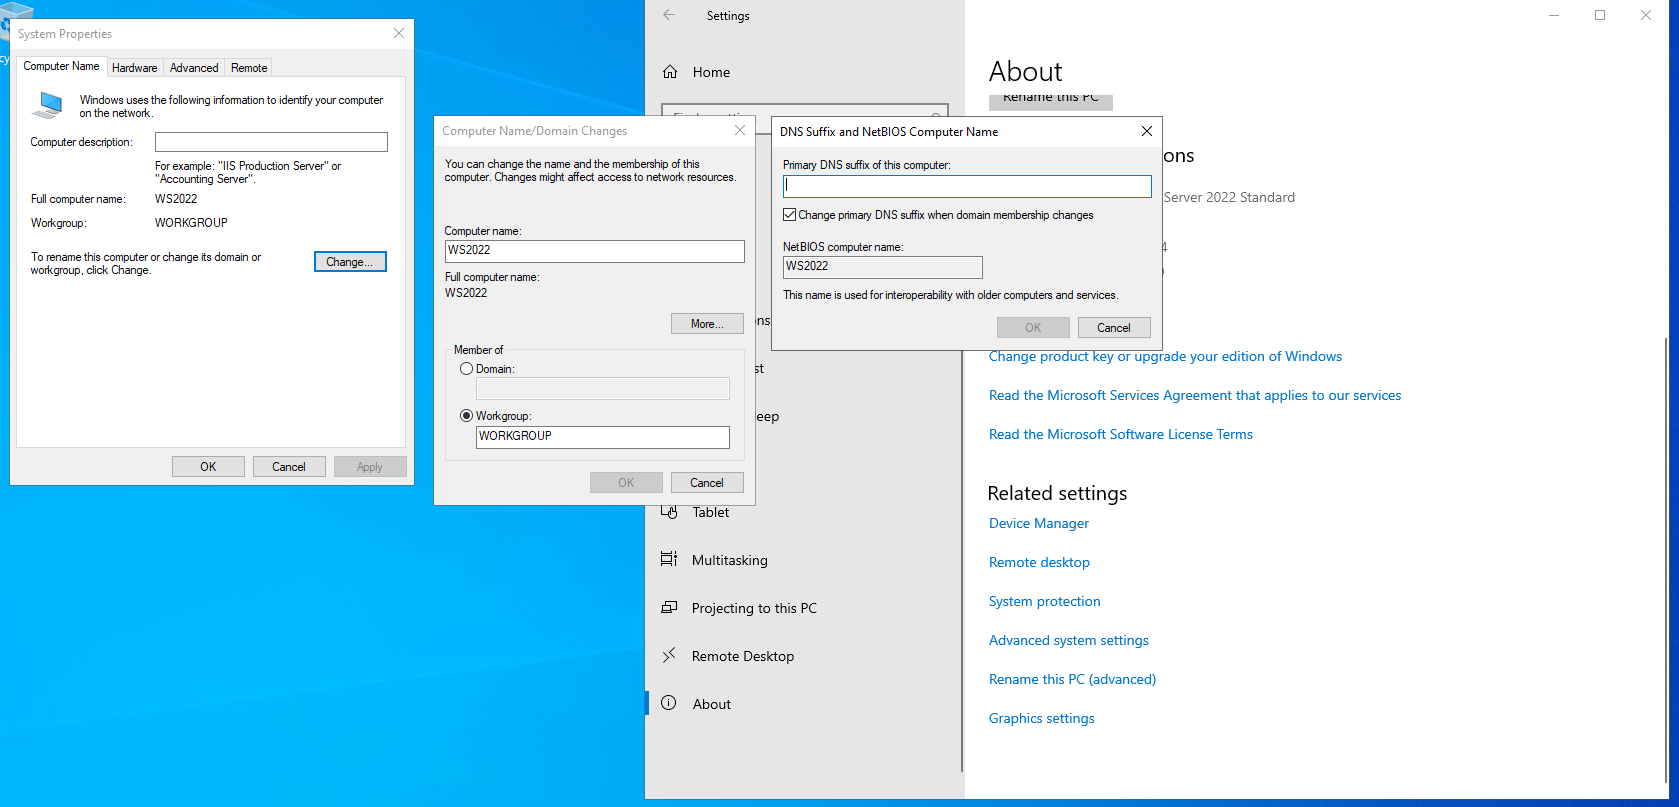 cy
System Properties
Computer Name
Hardware
Advanced
Remote
Windows uses the following information to identify your computer
on the network.
Computer description:
For example: "IIS Production Server" or
"Accounting Server".
Full computer name:
WS2022
Workgroup:
WORKGROUP
To rename this computer or change its domain or
workgroup, click Change.
Change...
OK
Cancel
Apply
Computer Name/Domain Changes
You can change the name and the membership of this
computer. Changes might affect access to network resources.
Computer name:
WS2022
Full computer name:
WS2022
More...
Member of
Domain:
Workgroup:
WORKGROUP
OK
Cancel
DNS Suffix and NetBIOS Computer Name
Primary DNS suffix of this computer:
Change primary DNS suffix when domain membership changes
NetBIOS computer name:
WS2022
This name is used for interoperability with older computers and services.
OK
Cancel
Settings
Home
ons
st
eep
Tablet
Multitasking
Projecting to this PC
Remote Desktop
About
About
Rename this PC
ons
Server 2022 Standard
4
Change product key or upgrade your edition of Windows
Read the Microsoft Services Agreement that applies to our services
Read the Microsoft Software License Terms
Related settings
Device Manager
Remote desktop
System protection
Advanced system settings
Rename this PC (advanced)
Graphics settings